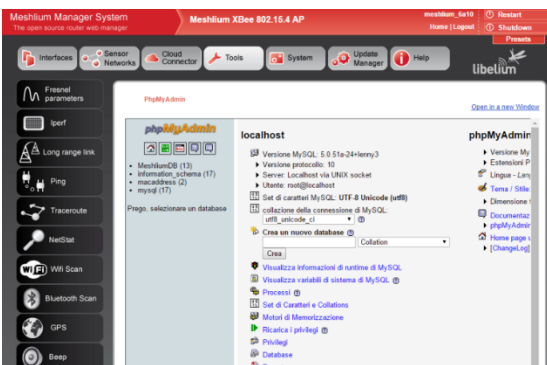 Meshlium Manager System
The open source router web manager
Meshlium XBee 802.15.4 AP
meshlium_6a10
Home | Logout
Restart
Shutdown
Presets
Interfaces
Sensor Networks
Cloud Connector
Tools
System
Update Manager
Help
libelium
Fresnel parameters
Iperf
Long range link
Ping
Traceroute
NetStat
Wifi Scan
Bluetooth Scan
GPS
Beep
PhpMyAdmin
Open in a new Window
phpMyAdmin
MeshliumDB (13)
information_schema (17)
macaddress (2)
mysql (17)
Prego, selezionare un database
localhost
Versione MySQL: 5.0.51a-24+lenny3
Versione protocollo: 10
Server: Localhost via UNIX socket
Utente: root@localhost
Set di caratteri MySQL: UTF-8 Unicode (utf8)
collazione della connessione di MySQL:
utf8_unicode_ci
Crea un nuovo database
Collation
Crea
Visualizza informazioni di runtime di MySQL
Visualizza variabili di sistema di MySQL
Processi
Set di Caratteri e Collations
Motori di Memorizzazione
Ricarica i privilegi
Privilegi
Database
phpMyAdmin
Versione My
Estensioni P
Lingua - Lang
Tema / Stile
Dimensione
Documentaz
phpMyAdmin
Home page
[ChangeLog]